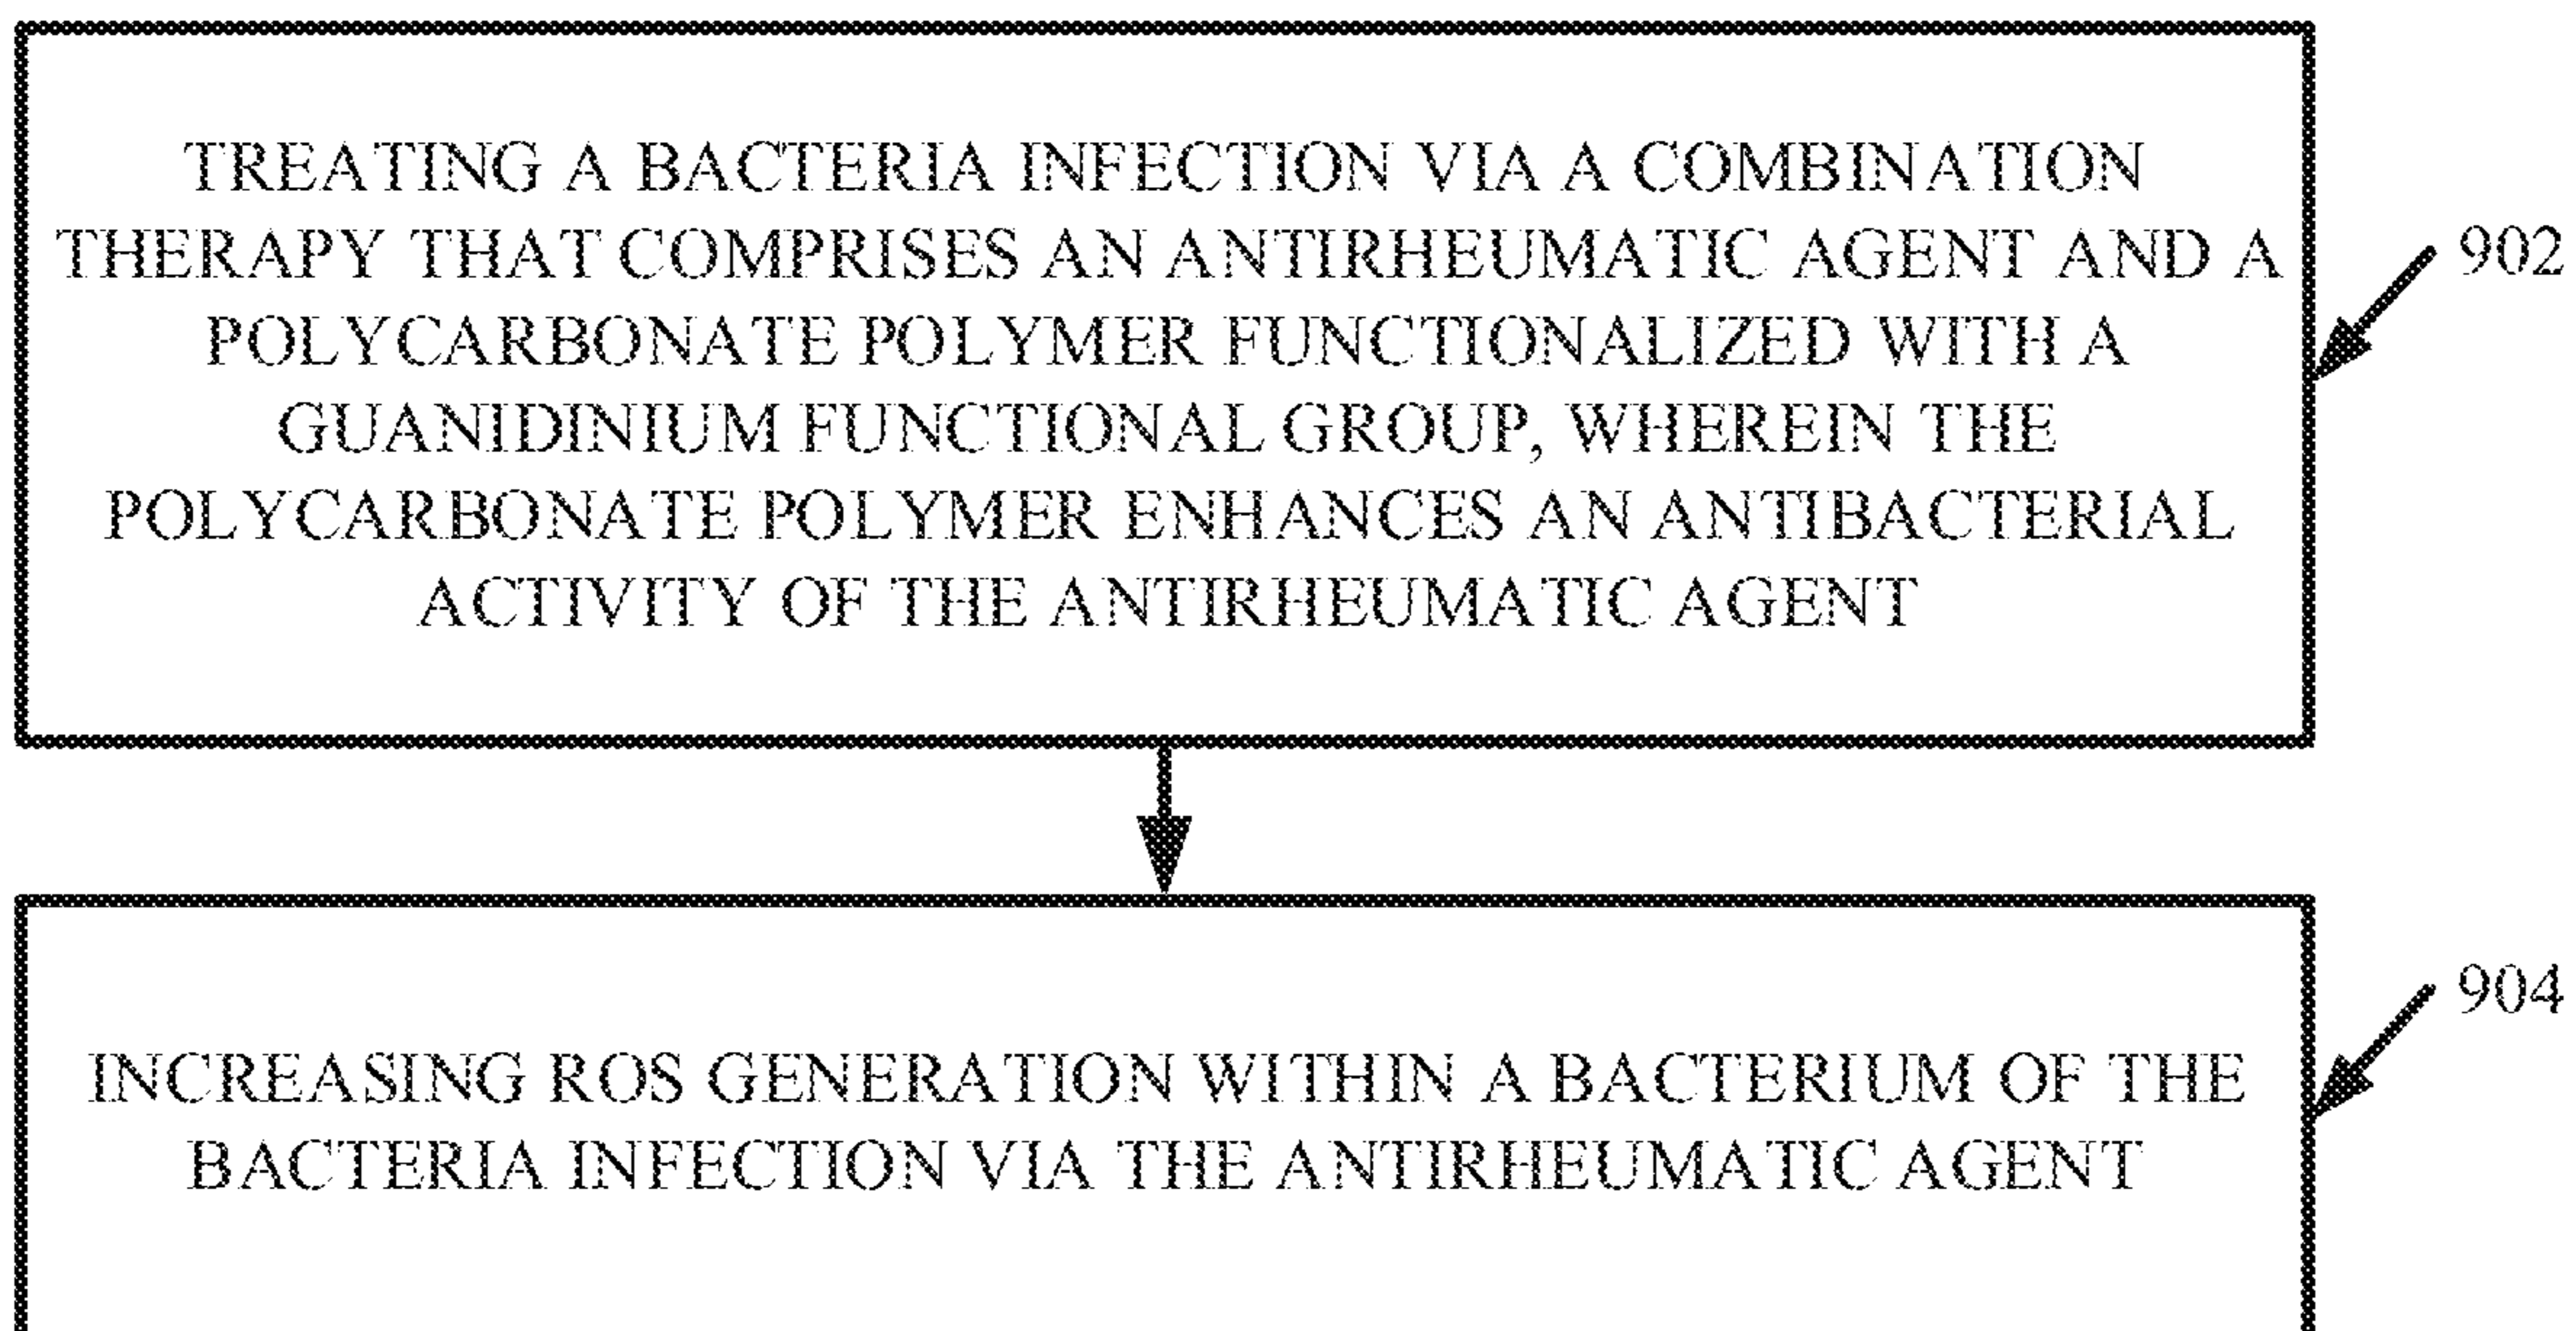 TREATING A BACTERIA INFECTION VIA A COMBINATION
THERAPY THAT COMPRISES AN ANTIRHEUMATIC AGENT AND A
POLYCARBONATE POLYMER FUNCTIONALIZED WITH A
GUANIDINIUM FUNCTIONAL GROUP, WHEREIN THE
POLYCARBONATE POLYMER ENHANCES AN ANTIBACTERIAL
ACTIVITY OF THE ANTIRHEUMATIC AGENT
902
INCREASING ROS GENERATION WITHIN A BACTERIUM OF THE
BACTERIA INFECTION VIA THE ANTIRHEUMATIC AGENT
904